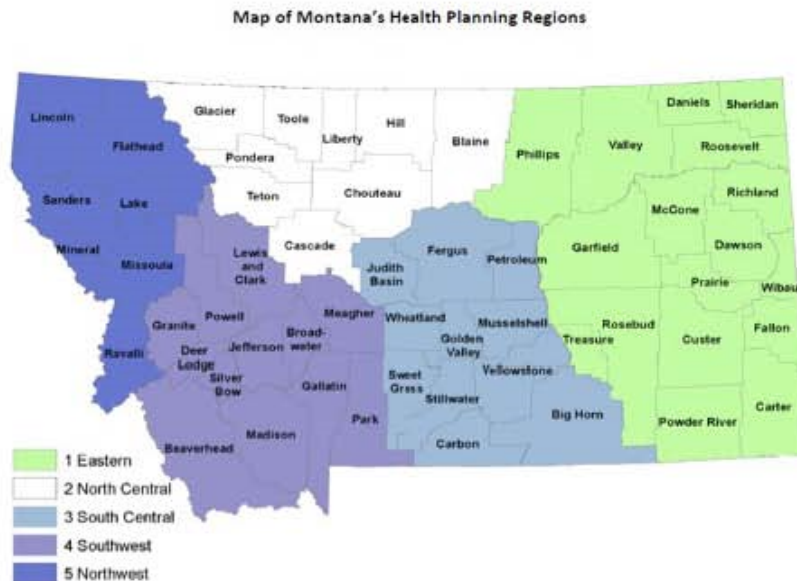 Map of Montana's Health Planning Regions
Lincoln
Flathead
Sanders
Lake
Mineral
Missoula
Ravalli
Glacier
Toole
Liberty
Hill
Blaine
Pondera
Teton
Chouteau
Cascade
Phillips
Valley
Daniels
Sheridan
Roosevelt
Richland
McCone
Garfield
Dawson
Prairie
Wibau
Rosebud
Treasure
Custer
Fallon
Powder River
Carter
Judith
Basin
Fergus
Petroleum
Wheatland
Musselshell
Golden
Valley
Sweet
Grass
Yellowstone
Stillwater
Big Horn
Carbon
Lewis
and
Clark
Powell
Granite
Deer
Lodge
Jefferson
Broad-
water
Meagher
Silver
Bow
Gallatin
Park
Madison
Beaverhead
1 Eastern
2 North Central
3 South Central
4 Southwest
5 Northwest